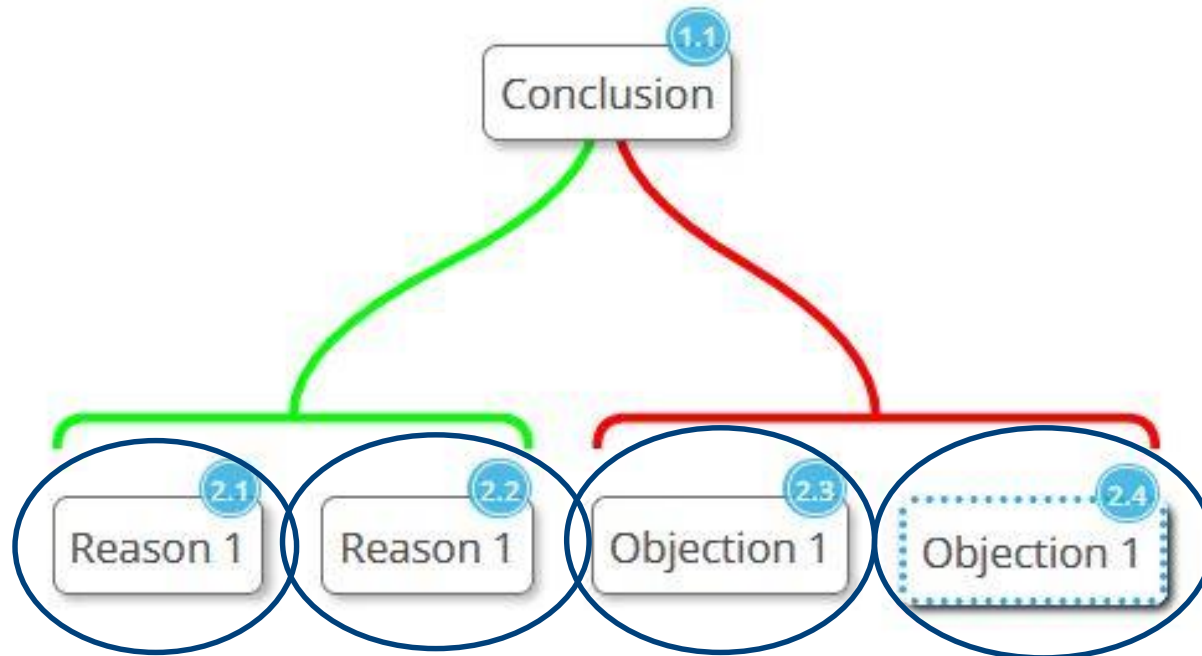 1.1
Conclusion
2.1
Reason 1
2.2
Reason 1
2.3
Objection 1
2.4
Objection 1